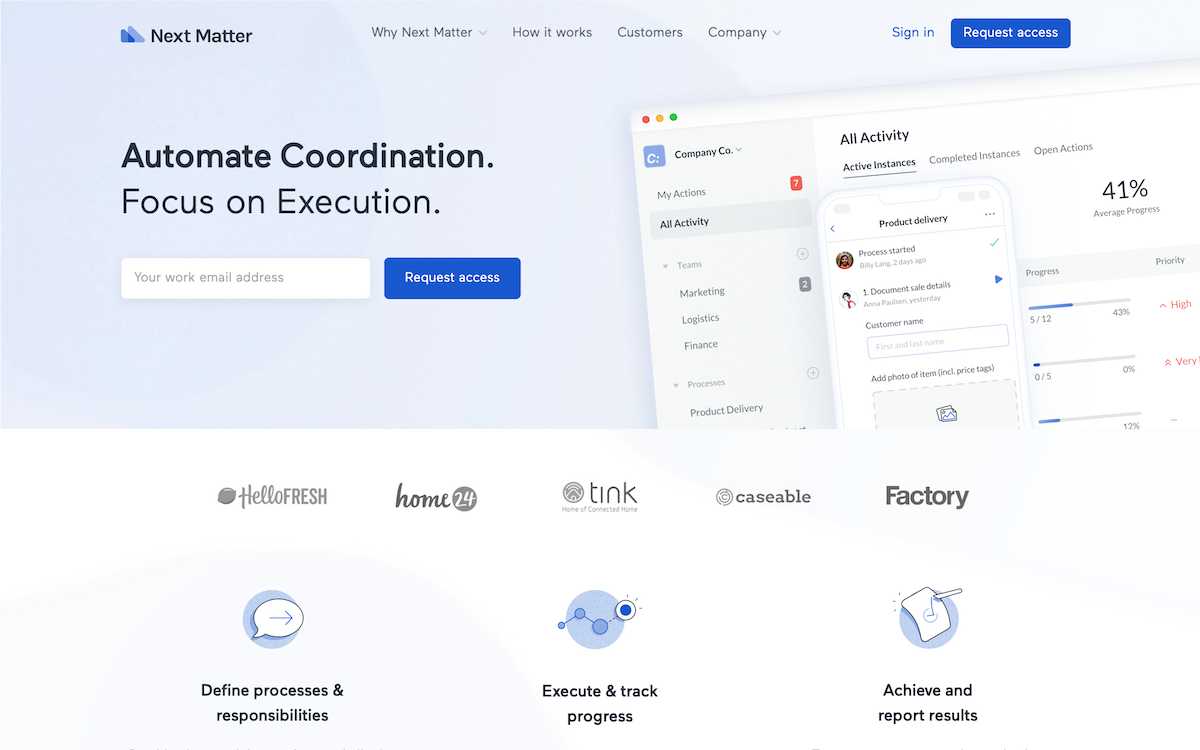 Next Matter
Why Next Matter
How it works
Customers
Company
Sign in
Request access
Automate Coordination.
Focus on Execution.
Your work email address
Request access
C:
Company Co.
My Actions
7
All Activity
Teams
Marketing
2
Logistics
Finance
Processes
Product Delivery
All Activity
Active Instances
Completed Instances
Open Actions
41%
Average Progress
Progress
Priority
5 / 12
43%
High
0 / 5
0%
Very
12%
Product delivery
Process started
Billy Lang, 2 days ago
1. Document sale details
Anna Paulsen, yesterday
Customer name
First and last name
Add photo of item (incl. price tags)
HelloFRESH
home24
tink
Home of Connected Home
caseable
Factory
Define processes &
responsibilities
Execute & track
progress
Achieve and
report results